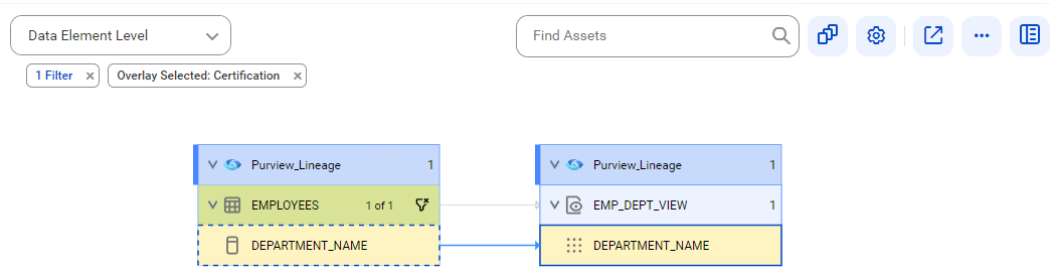 Data Element Level
Find Assets
1 Filter x
Overlay Selected: Certification x
Purview_Lineage 1
Purview_Lineage 1
EMPLOYEES 1 of 1
EMP_DEPT_VIEW 1
DEPARTMENT_NAME
DEPARTMENT_NAME